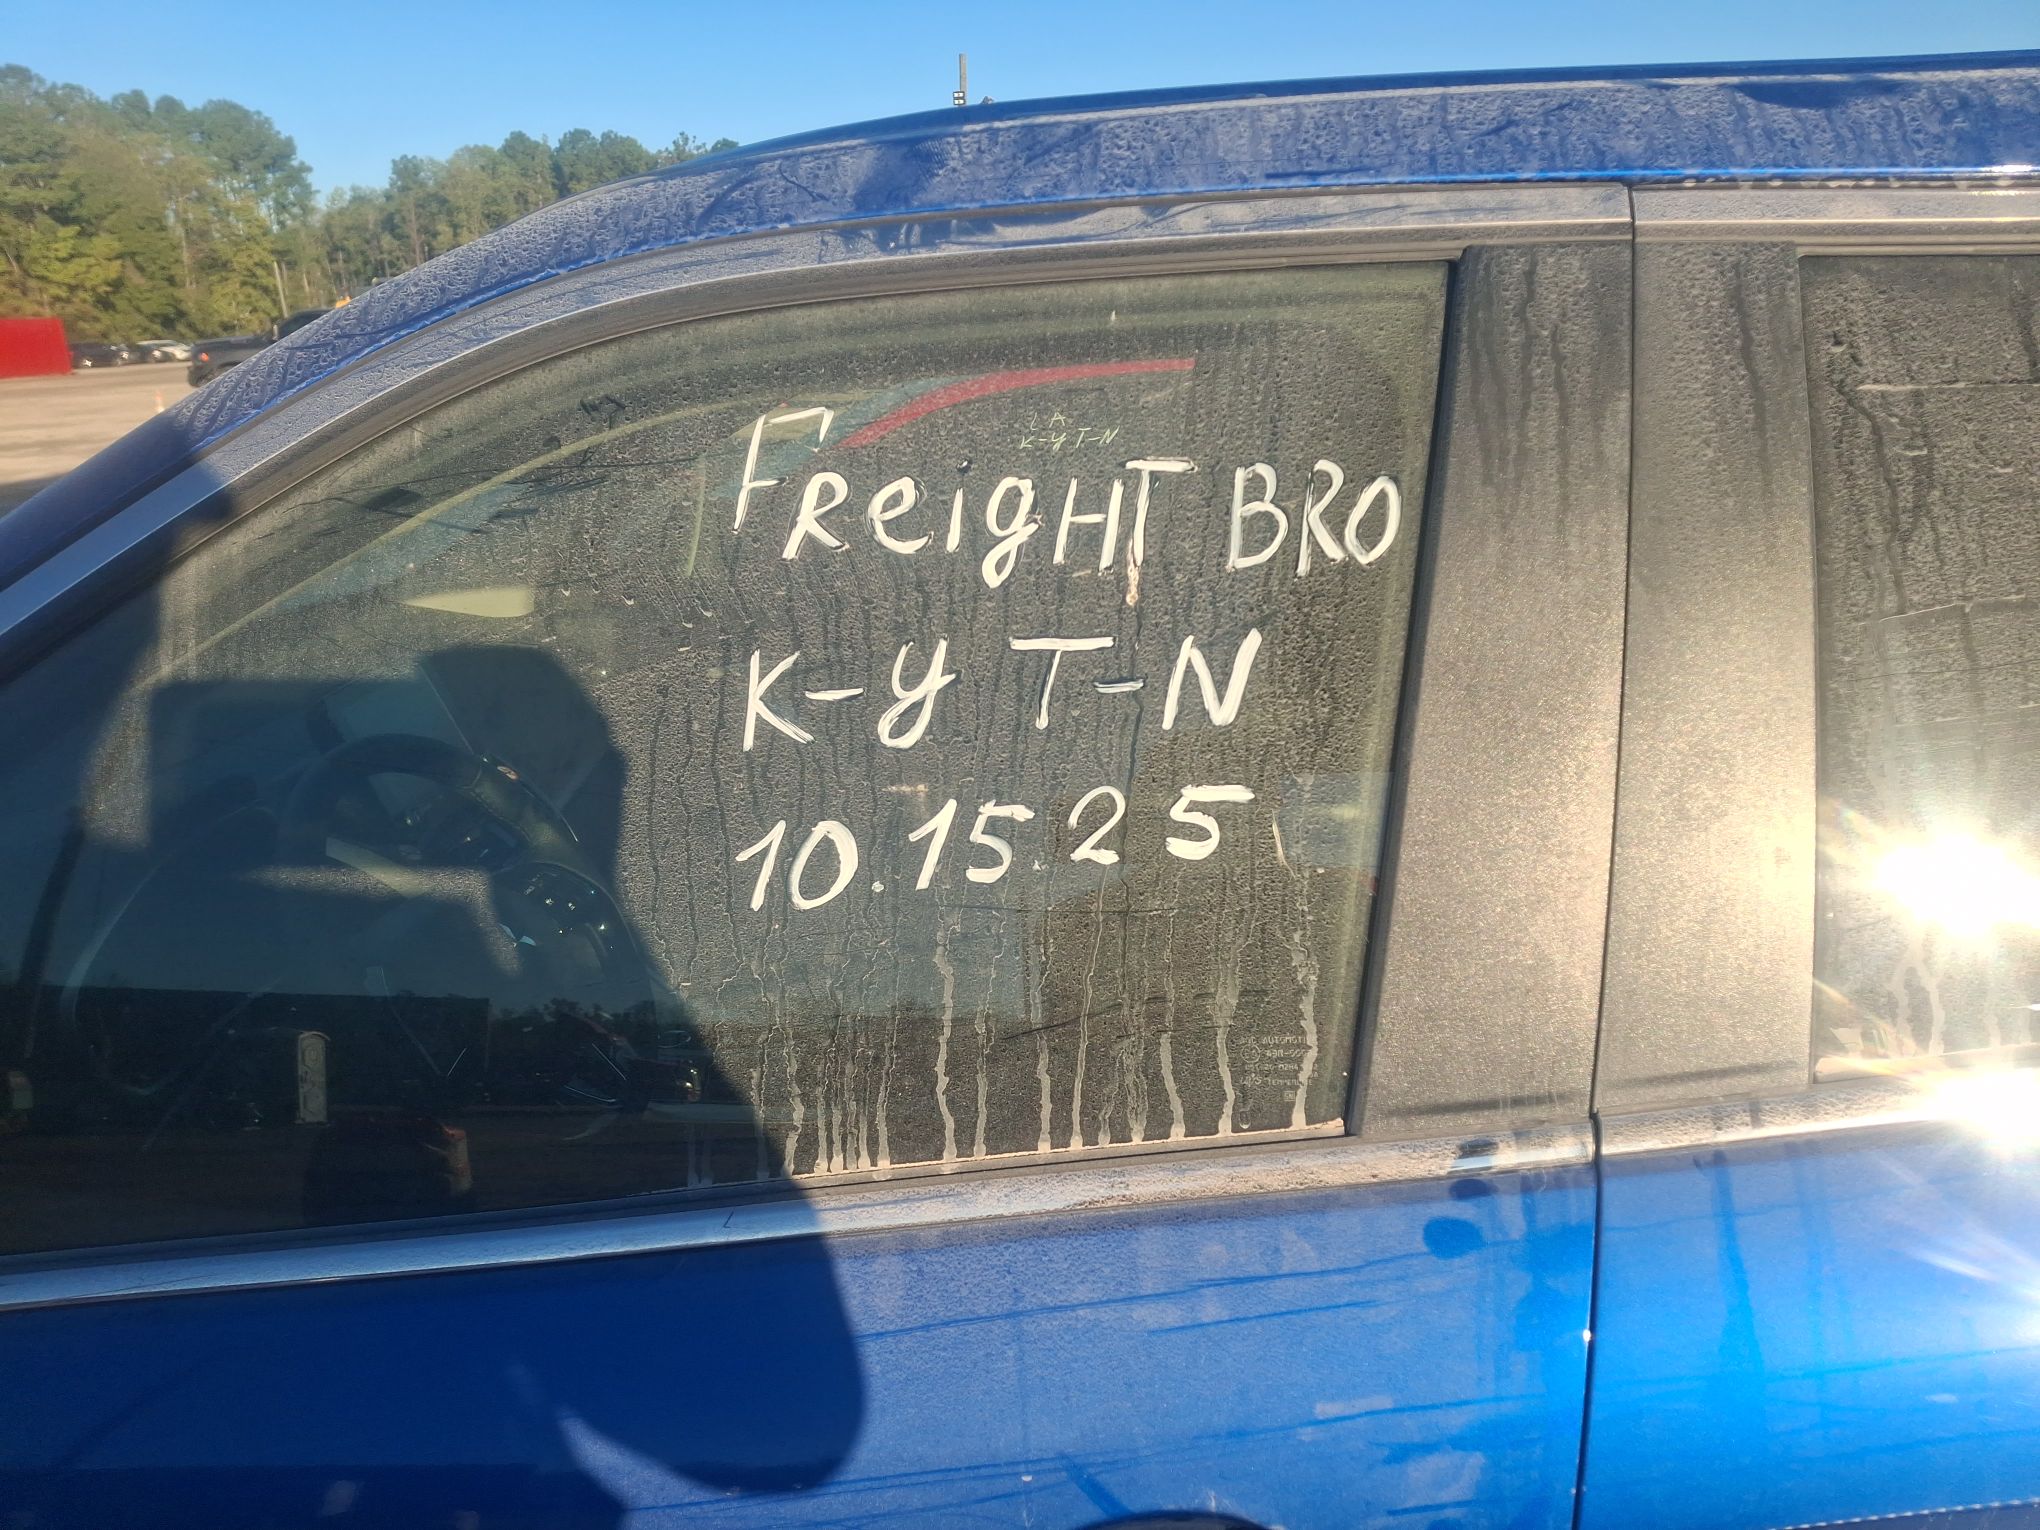 LA
K-Y T-N
FReigHT BRO
K-Y T-N
10.15.25